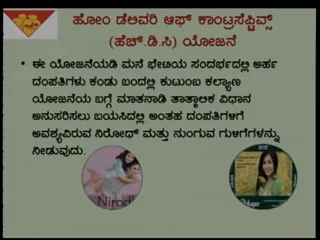 ಹೋಂ ಡೆಲಿವರಿ ಆಫ್ ಕಾಂಟ್ರಸೆಪ್ಟಿವ್ಸ್
(ಹೆಚ್.ಡಿ.ಸಿ) ಯೋಜನೆ
• ಈ ಯೋಜನೆಯಡಿ ಮನೆ ಭೇಟಿಯ ಸಂದರ್ಭದಲ್ಲಿ ಅರ್ಹ
ದಂಪತಿಗಳು ಕಂಡು ಬಂದಲ್ಲಿ ಕುಟುಂಬ ಕಲ್ಯಾಣ
ಯೋಜನೆಯ ಬಗ್ಗೆ ಮಾತನಾಡಿ ತಾತ್ಕಾಲಿಕ ವಿಧಾನ
ಅನುಸರಿಸಲು ಬಯಸಿದಲ್ಲಿ ಅಂತಹ ದಂಪತಿಗಳಿಗೆ
ಅವಶ್ಯವಿರುವ ನಿರೋಧ್ ಮತ್ತು ನುಂಗುವ ಗುಳಿಗೆಗಳನ್ನು
ನೀಡುವುದು.
Nirodh